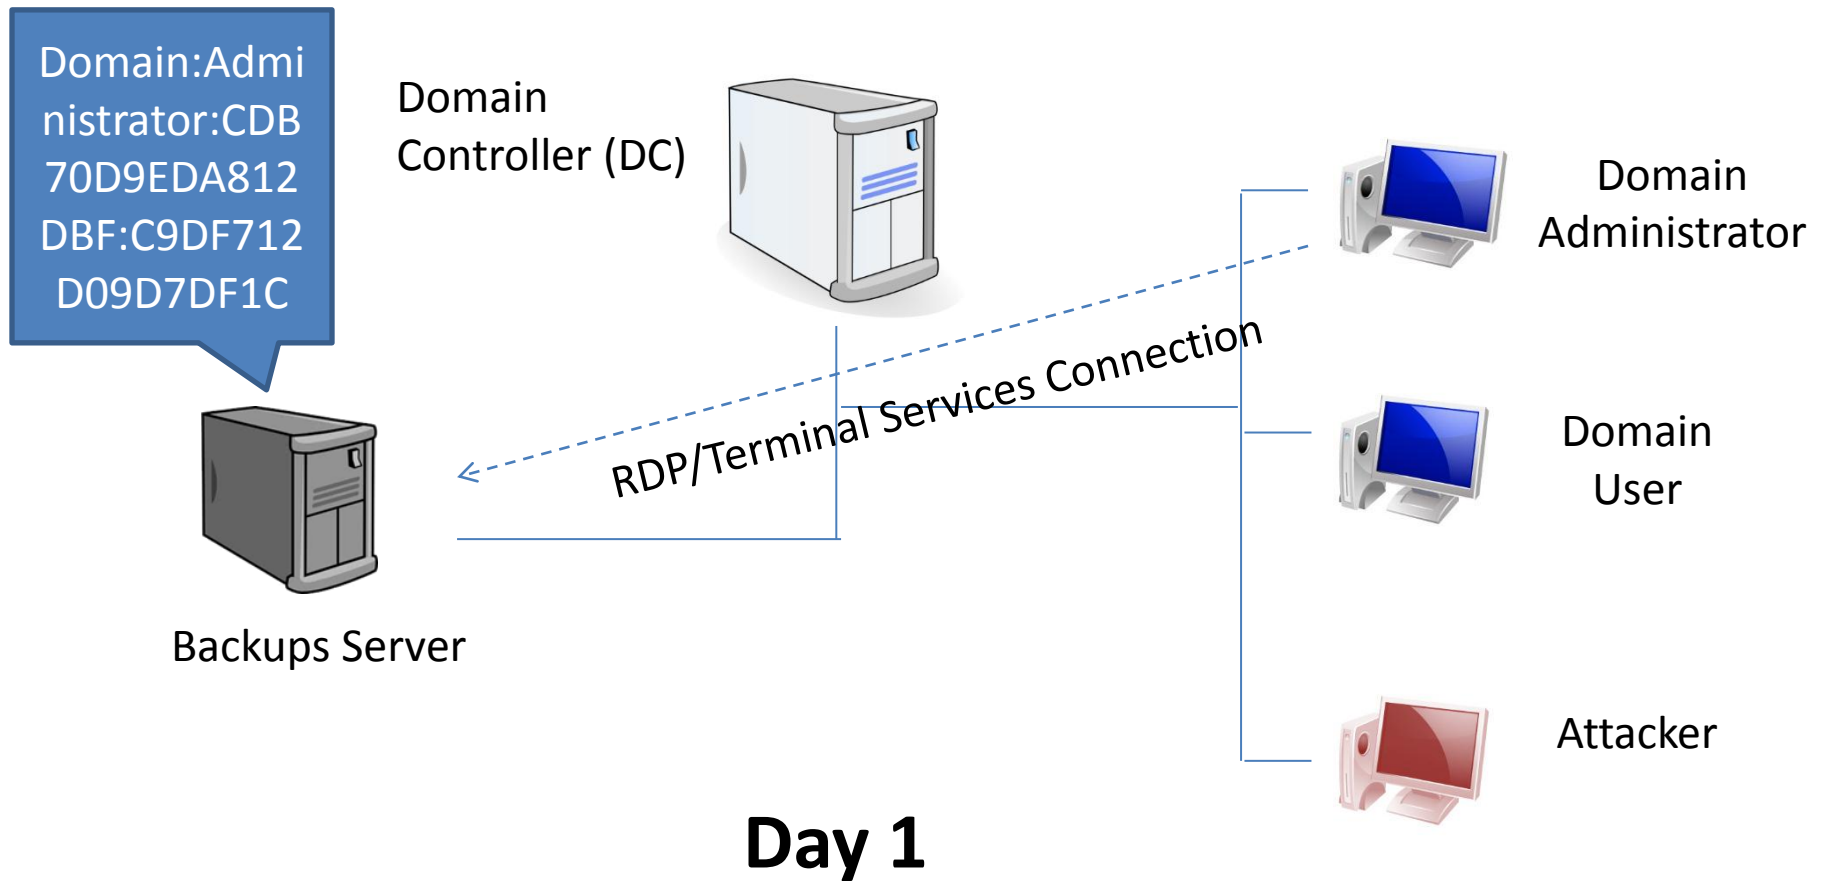 Domain:Admi
nistrator:CDB
70D9EDA812
DBF:C9DF712
D09D7DF1C
Domain
Controller (DC)
Domain
Administrator
RDP/Terminal Services Connection
Domain
User
Backups Server
Attacker
Day 1